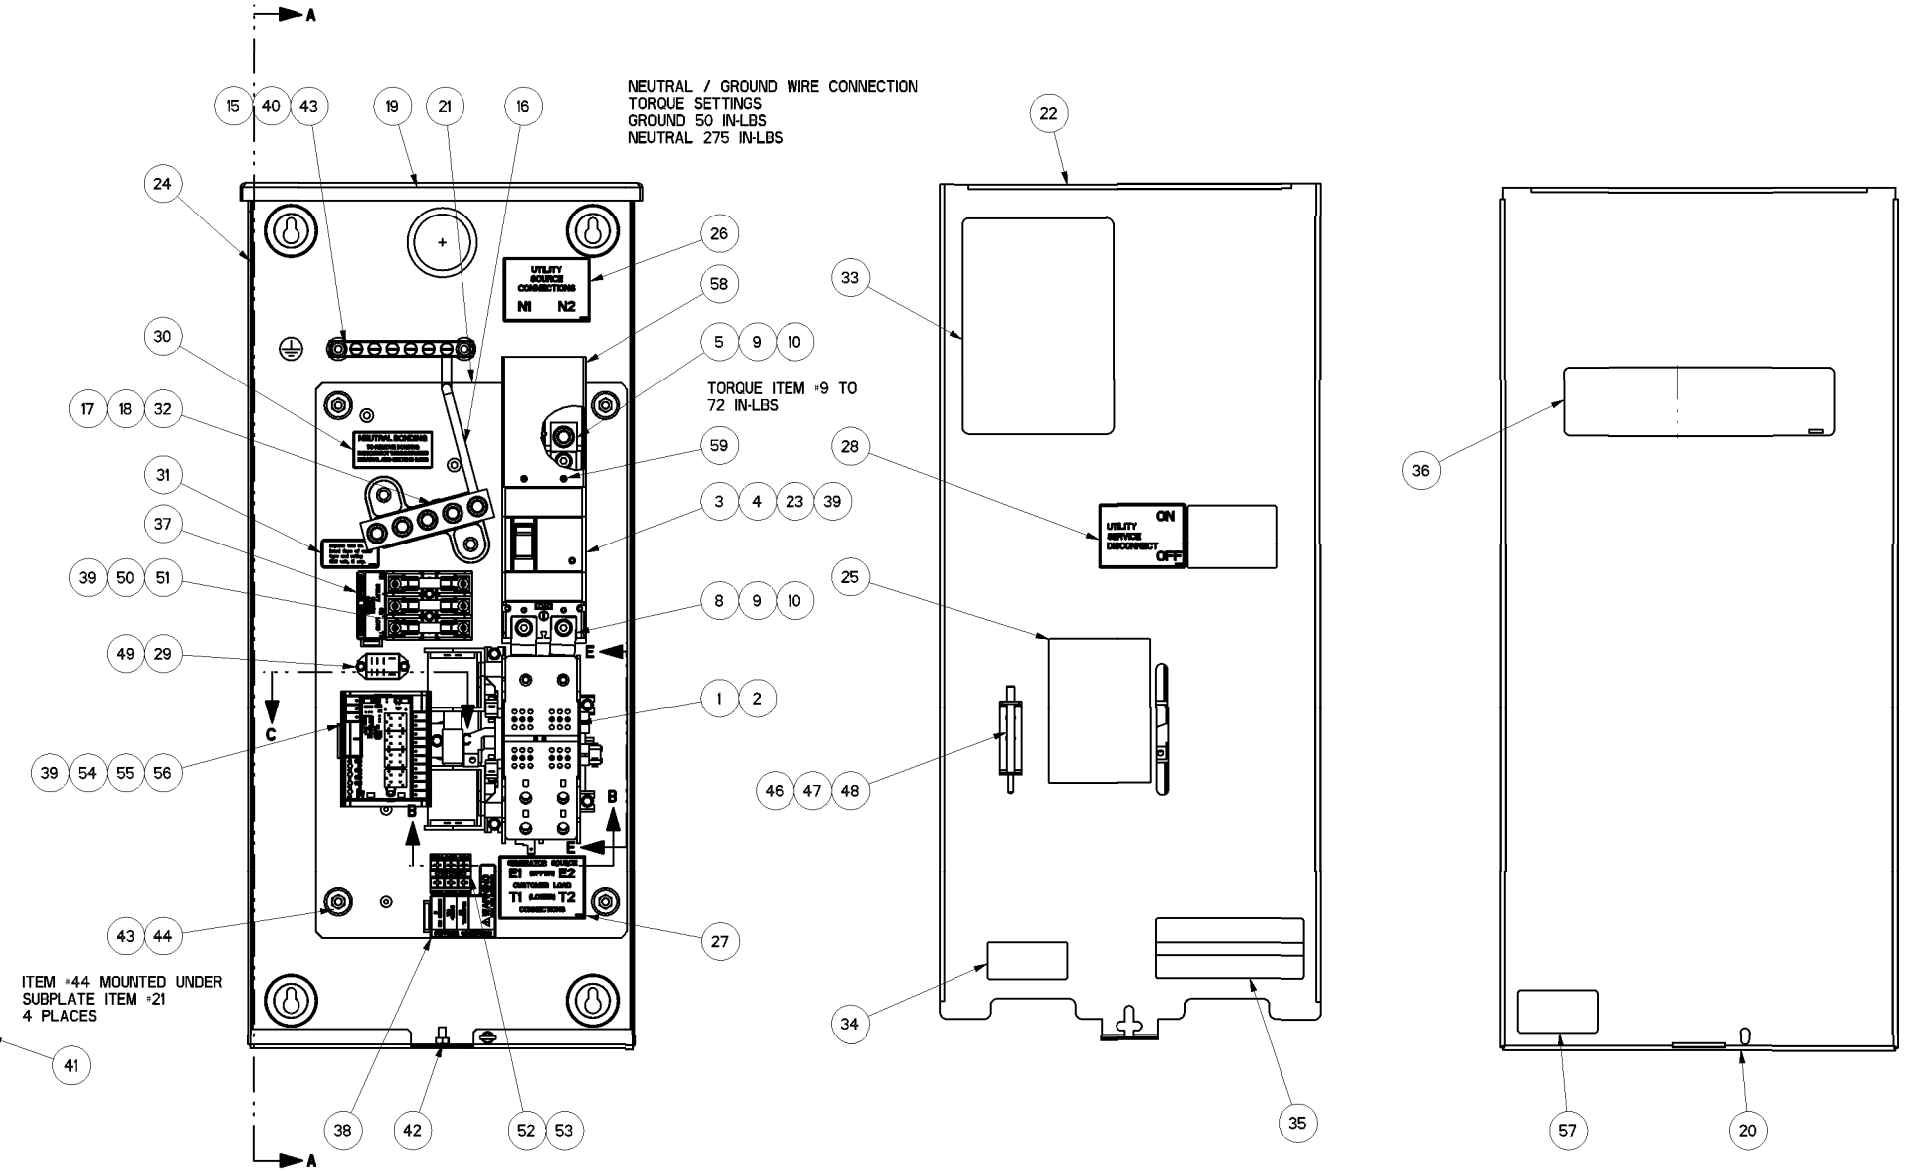 A
NEUTRAL / GROUND WIRE CONNECTION
TORQUE SETTINGS
GROUND 50 IN-LBS
NEUTRAL 275 IN-LBS
15 40 43
19
21
16
22
24
26
UTILITY
SOURCE
CONNECTIONS
N1 N2
58
33
30
5 9 10
TORQUE ITEM #9 TO
72 IN-LBS
17 18 32
NEUTRAL BONDING
59
28
36
31
3 4 23 39
37
UTILITY
SERVICE
DISCONNECT
ON
OFF
39 50 51
8 9 10
25
49 29
E
1 2
C
C
39 54 55 56
46 47 48
B
B
E
GENERATOR SOURCE
E1 (UPPER) E2
CUSTOMER LOAD
T1 (LOWER) T2
CONNECTIONS
WARNING
43 44
27
ITEM #44 MOUNTED UNDER
SUBPLATE ITEM #21
4 PLACES
34
41
38
42
52 53
35
57
20
A